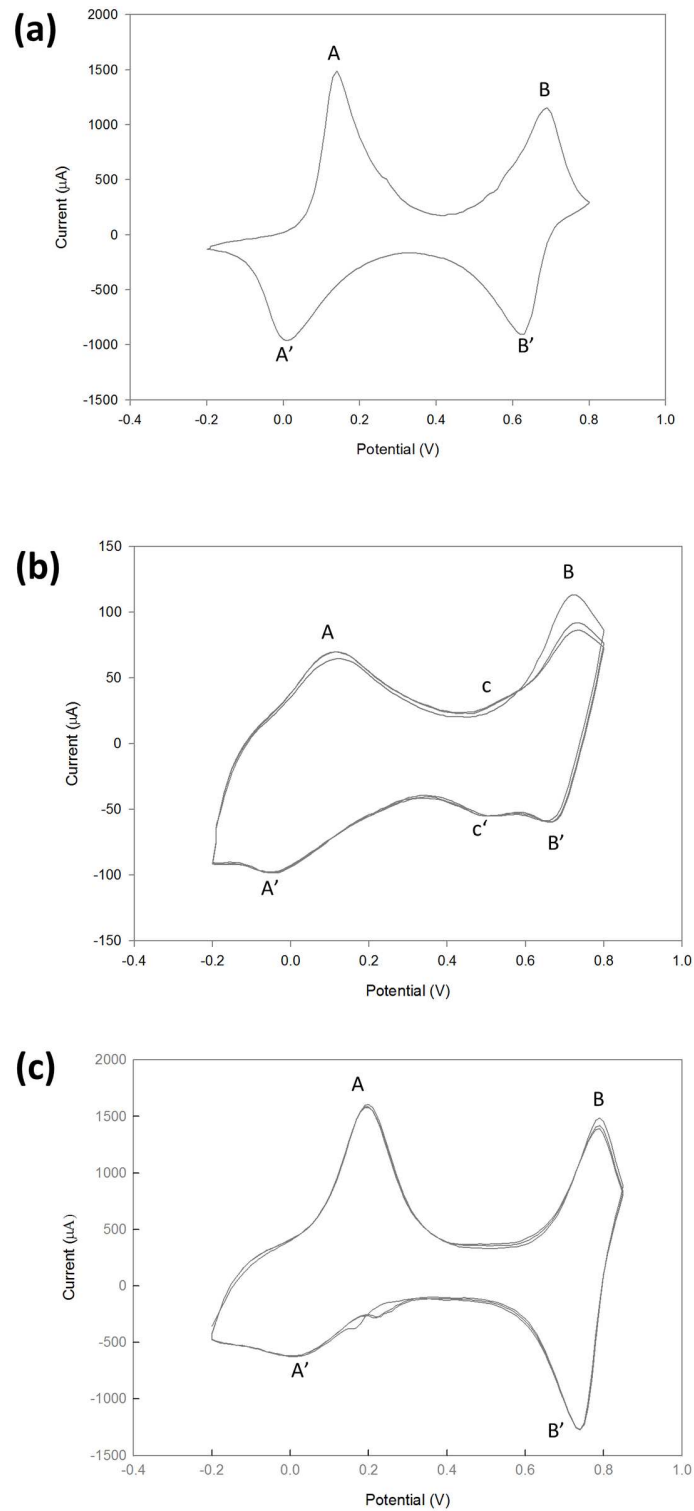 (a)
2000
1500
1000
500
0
-500
-1000
-1500
Current (µA)
A
B
A’
B’
-0.4 -0.2 0.0 0.2 0.4 0.6 0.8 1.0
Potential (V)
(b)
150
100
50
0
-50
-100
-150
Current (µA)
A
B
c
c‘
A’
B’
-0.4 -0.2 0.0 0.2 0.4 0.6 0.8 1.0
Potential (V)
(c)
2000
1500
1000
500
0
-500
-1000
-1500
Current (µA)
A
B
A’
B’
-0.4 -0.2 0.0 0.2 0.4 0.6 0.8 1.0
Potential (V)